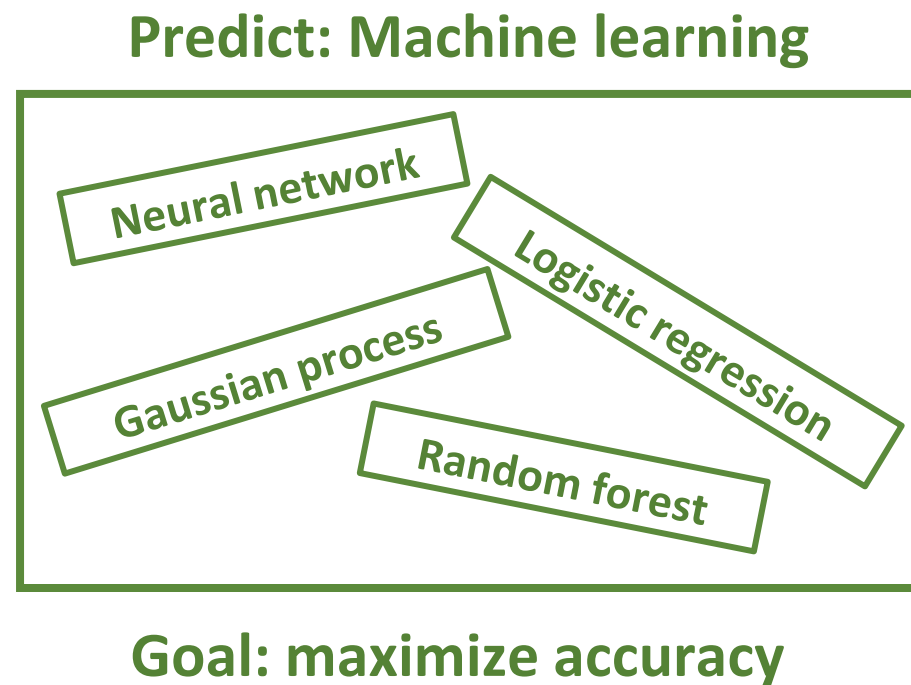 Predict: Machine learning
Neural network
Logistic regression
Gaussian process
Random forest
Goal: maximize accuracy